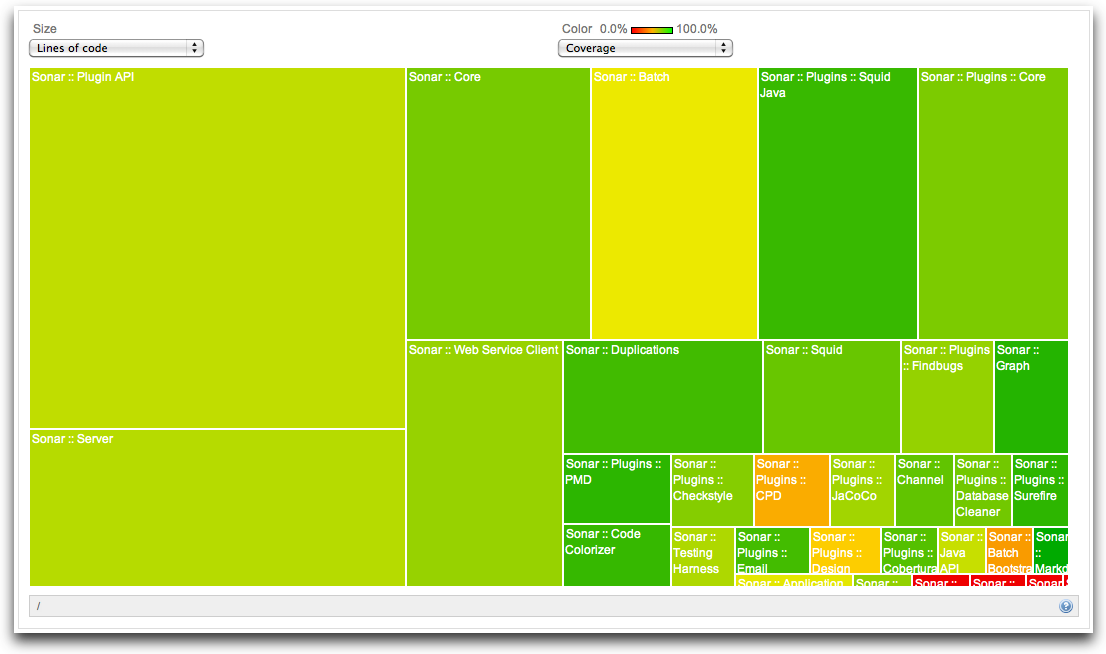 Size
Color 0.0% 100.0%
Lines of code
Coverage
Sonar :: Plugin API
Sonar :: Core
Sonar :: Batch
Sonar :: Plugins :: Squid
Java
Sonar :: Plugins :: Core
Sonar :: Server
Sonar :: Web Service Client
Sonar :: Duplications
Sonar :: Squid
Sonar :: Plugins
:: Findbugs
Sonar ::
Graph
Sonar :: Plugins ::
PMD
Sonar ::
Plugins ::
Checkstyle
Sonar ::
Plugins ::
CPD
Sonar ::
Plugins ::
JaCoCo
Sonar ::
Channel
Sonar ::
Plugins ::
Database
Cleaner
Sonar ::
Plugins ::
Surefire
Sonar :: Code
Colorizer
Sonar ::
Testing
Harness
Sonar ::
Plugins ::
Email
Sonar ::
Plugins ::
Design
Sonar ::
Plugins ::
Cobertura
Sonar ::
Java
API
Sonar ::
Batch
Bootstra
Sonar
::
Markd
Sonar :: Application
Sonar ::
Sonar ::
Sonar ::
Sonar
/
?